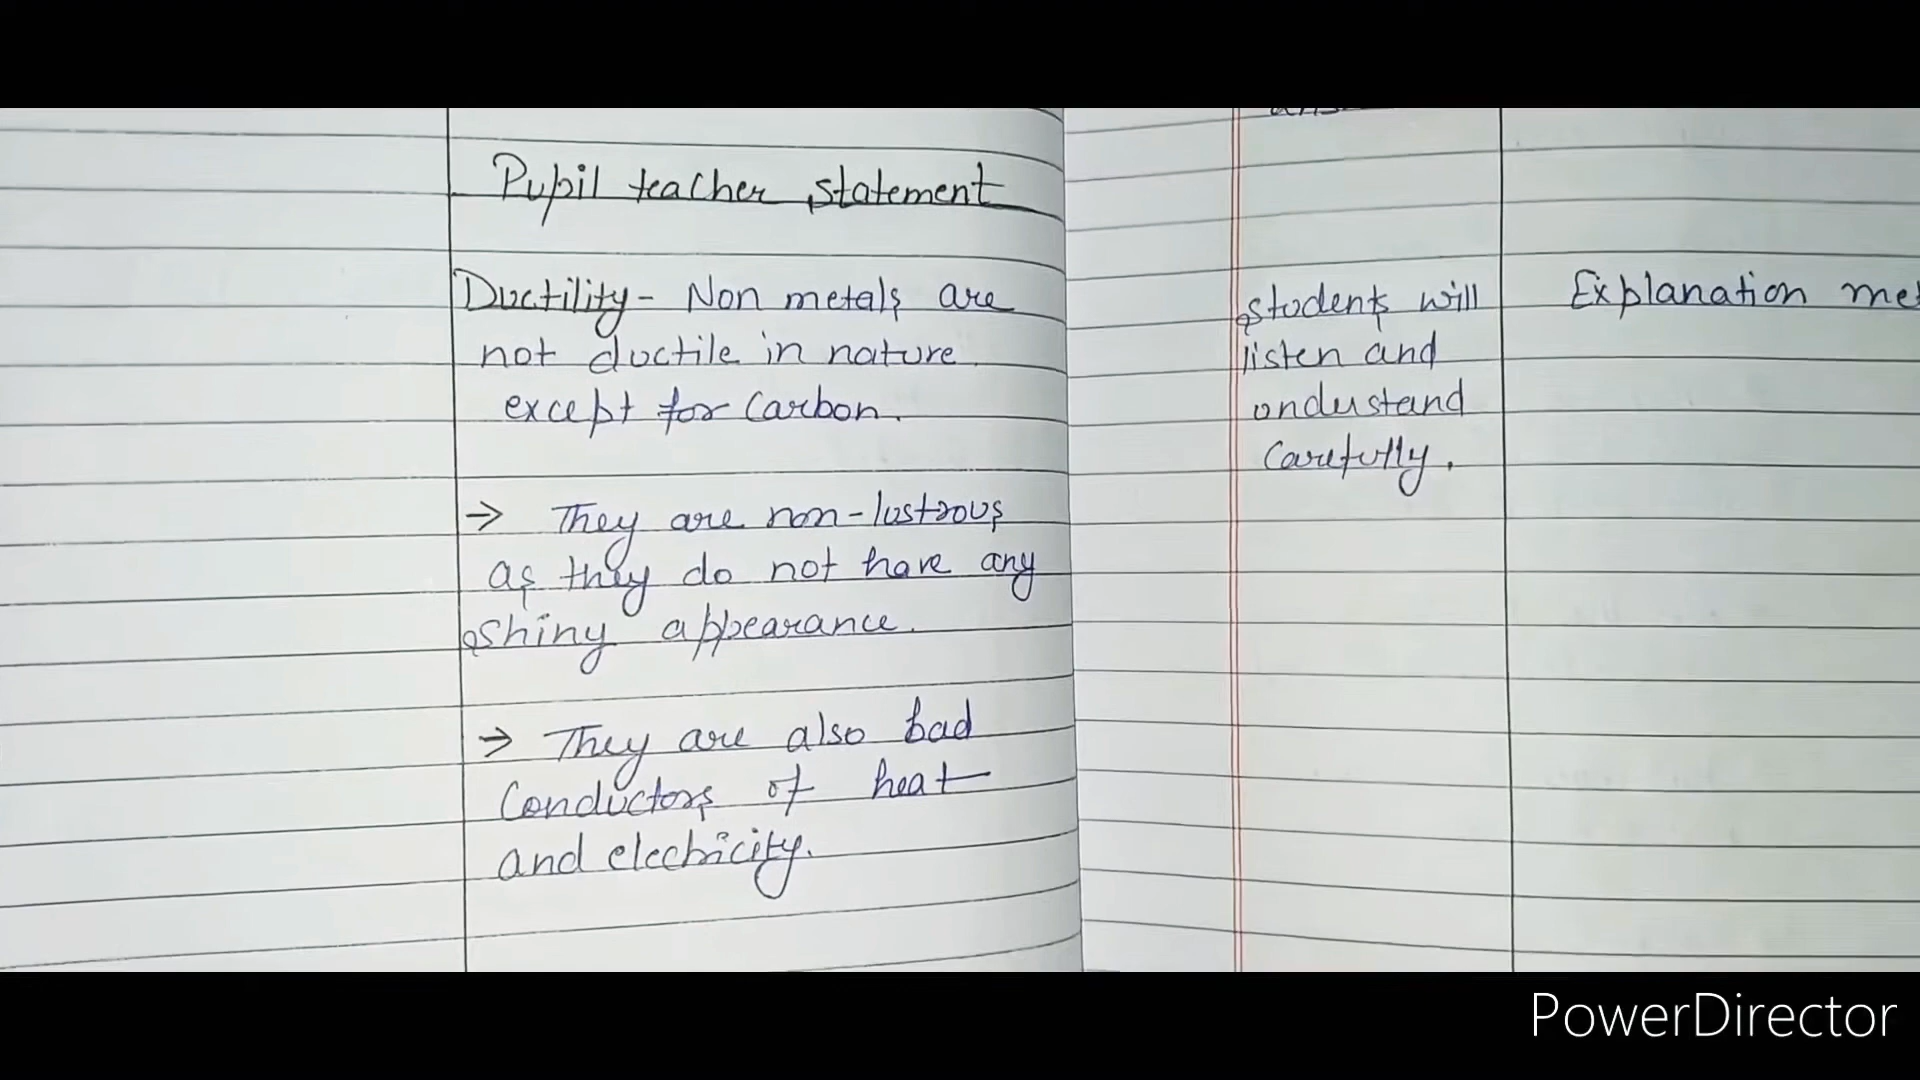 Pupil teacher statement
Ductility - Non metals are
not ductile in nature
except for Carbon.
→ They are non-lustrous
as they do not have any
shiny appearance.
→ They are also bad
Conductors of heat
and electricity.
students will
listen and
understand
Carefully.
Explanation
PowerDirector